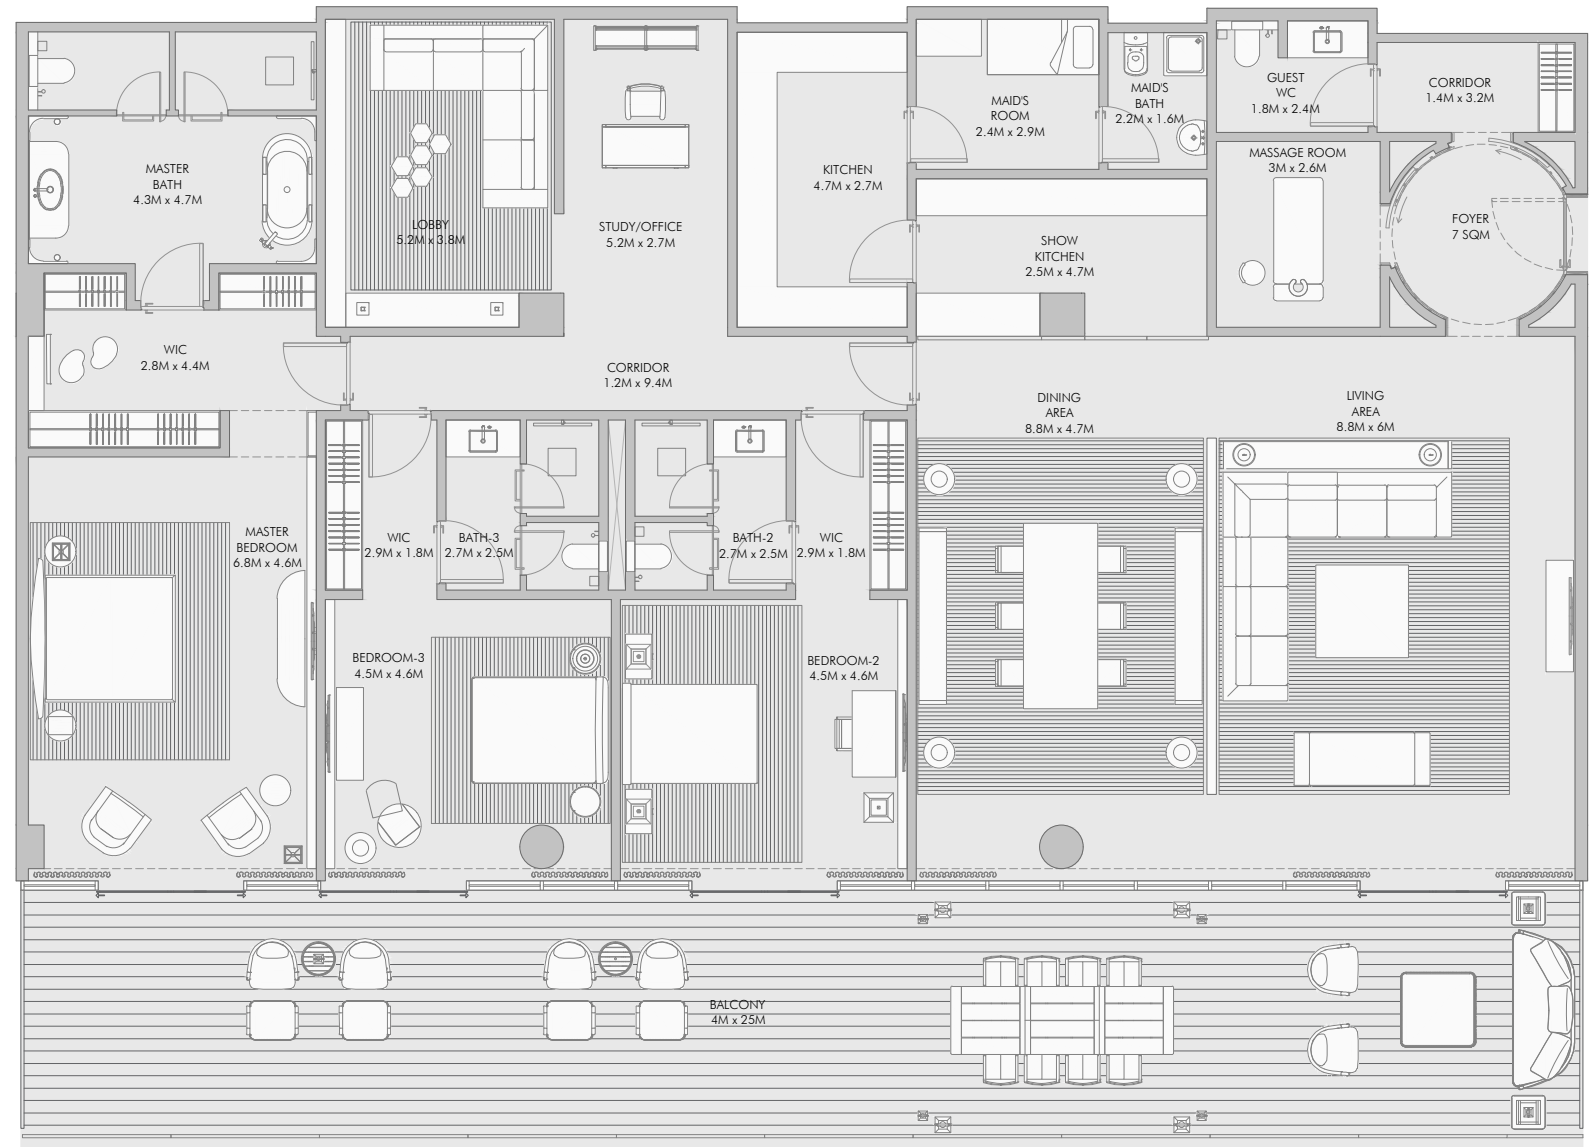 GUEST
WC
1.8M x 2.4M
CORRIDOR
1.4M x 3.2M
MAID'S
ROOM
2.4M x 2.9M
MAID'S
BATH
2.2M x 1.6M
MASSAGE ROOM
3M x 2.6M
MASTER
BATH
4.3M x 4.7M
KITCHEN
4.7M x 2.7M
LOBBY
5.2M x 3.8M
STUDY/OFFICE
5.2M x 2.7M
SHOW
KITCHEN
2.5M x 4.7M
FOYER
7 SQM
WIC
2.8M x 4.4M
CORRIDOR
1.2M x 9.4M
DINING
AREA
8.8M x 4.7M
LIVING
AREA
8.8M x 6M
MASTER
BEDROOM
6.8M x 4.6M
WIC
2.9M x 1.8M
BATH-3
2.7M x 2.5M
BATH-2
2.7M x 2.5M
WIC
2.9M x 1.8M
BEDROOM-3
4.5M x 4.6M
BEDROOM-2
4.5M x 4.6M
BALCONY
4M x 25M